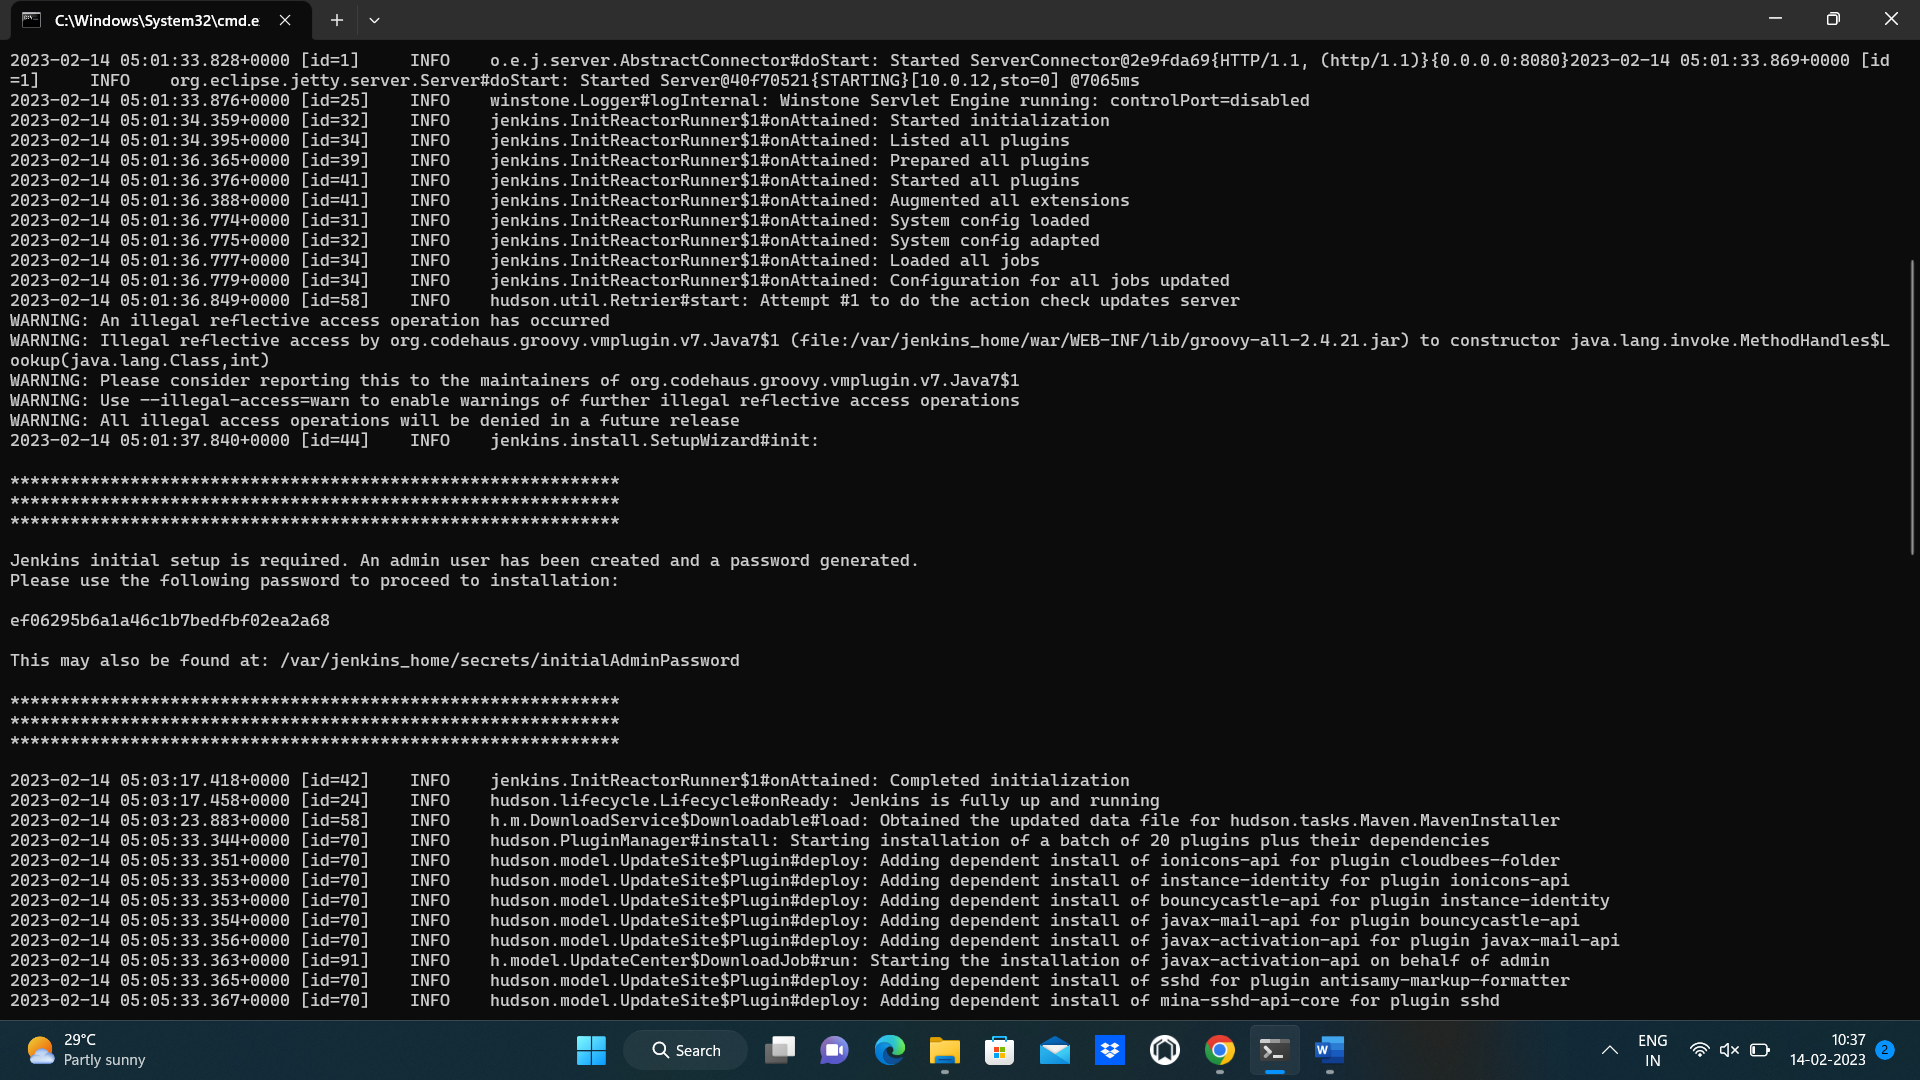 C:\Windows\System32\cmd.e
2023-02-14 05:01:33.828+0000 [id=1]     INFO    o.e.j.server.AbstractConnector#doStart: Started ServerConnector@2e9fda69{HTTP/1.1, (http/1.1)}{0.0.0.0:8080}2023-02-14 05:01:33.869+0000 [id
=1]     INFO    org.eclipse.jetty.server.Server#doStart: Started Server@40f70521{STARTING}[10.0.12,sto=0] @7065ms
2023-02-14 05:01:33.876+0000 [id=25]    INFO    winstone.Logger#logInternal: Winstone Servlet Engine running: controlPort=disabled
2023-02-14 05:01:34.359+0000 [id=32]    INFO    jenkins.InitReactorRunner$1#onAttained: Started initialization
2023-02-14 05:01:34.395+0000 [id=34]    INFO    jenkins.InitReactorRunner$1#onAttained: Listed all plugins
2023-02-14 05:01:36.365+0000 [id=39]    INFO    jenkins.InitReactorRunner$1#onAttained: Prepared all plugins
2023-02-14 05:01:36.376+0000 [id=41]    INFO    jenkins.InitReactorRunner$1#onAttained: Started all plugins
2023-02-14 05:01:36.388+0000 [id=41]    INFO    jenkins.InitReactorRunner$1#onAttained: Augmented all extensions
2023-02-14 05:01:36.774+0000 [id=31]    INFO    jenkins.InitReactorRunner$1#onAttained: System config loaded
2023-02-14 05:01:36.775+0000 [id=32]    INFO    jenkins.InitReactorRunner$1#onAttained: System config adapted
2023-02-14 05:01:36.777+0000 [id=34]    INFO    jenkins.InitReactorRunner$1#onAttained: Loaded all jobs
2023-02-14 05:01:36.779+0000 [id=34]    INFO    jenkins.InitReactorRunner$1#onAttained: Configuration for all jobs updated
2023-02-14 05:01:36.849+0000 [id=58]    INFO    hudson.util.Retrier#start: Attempt #1 to do the action check updates server
WARNING: An illegal reflective access operation has occurred
WARNING: Illegal reflective access by org.codehaus.groovy.vmplugin.v7.Java7$1 (file:/var/jenkins_home/war/WEB-INF/lib/groovy-all-2.4.21.jar) to constructor java.lang.invoke.MethodHandles$L
ookup(java.lang.Class,int)
WARNING: Please consider reporting this to the maintainers of org.codehaus.groovy.vmplugin.v7.Java7$1
WARNING: Use --illegal-access=warn to enable warnings of further illegal reflective access operations
WARNING: All illegal access operations will be denied in a future release
2023-02-14 05:01:37.840+0000 [id=44]    INFO    jenkins.install.SetupWizard#init:
*************************************************************
*************************************************************
*************************************************************
Jenkins initial setup is required. An admin user has been created and a password generated.
Please use the following password to proceed to installation:
ef06295b6a1a46c1b7bedfbf02ea2a68
This may also be found at: /var/jenkins_home/secrets/initialAdminPassword
*************************************************************
*************************************************************
*************************************************************
2023-02-14 05:03:17.418+0000 [id=42]    INFO    jenkins.InitReactorRunner$1#onAttained: Completed initialization
2023-02-14 05:03:17.458+0000 [id=24]    INFO    hudson.lifecycle.Lifecycle#onReady: Jenkins is fully up and running
2023-02-14 05:03:23.883+0000 [id=58]    INFO    h.m.DownloadService$Downloadable#load: Obtained the updated data file for hudson.tasks.Maven.MavenInstaller
2023-02-14 05:05:33.344+0000 [id=70]    INFO    hudson.PluginManager#install: Starting installation of a batch of 20 plugins plus their dependencies
2023-02-14 05:05:33.351+0000 [id=70]    INFO    hudson.model.UpdateSite$Plugin#deploy: Adding dependent install of ionicons-api for plugin cloudbees-folder
2023-02-14 05:05:33.353+0000 [id=70]    INFO    hudson.model.UpdateSite$Plugin#deploy: Adding dependent install of instance-identity for plugin ionicons-api
2023-02-14 05:05:33.353+0000 [id=70]    INFO    hudson.model.UpdateSite$Plugin#deploy: Adding dependent install of bouncycastle-api for plugin instance-identity
2023-02-14 05:05:33.354+0000 [id=70]    INFO    hudson.model.UpdateSite$Plugin#deploy: Adding dependent install of javax-mail-api for plugin bouncycastle-api
2023-02-14 05:05:33.356+0000 [id=70]    INFO    hudson.model.UpdateSite$Plugin#deploy: Adding dependent install of javax-activation-api for plugin javax-mail-api
2023-02-14 05:05:33.363+0000 [id=91]    INFO    h.model.UpdateCenter$DownloadJob#run: Starting the installation of javax-activation-api on behalf of admin
2023-02-14 05:05:33.365+0000 [id=70]    INFO    hudson.model.UpdateSite$Plugin#deploy: Adding dependent install of sshd for plugin antisamy-markup-formatter
2023-02-14 05:05:33.367+0000 [id=70]    INFO    hudson.model.UpdateSite$Plugin#deploy: Adding dependent install of mina-sshd-api-core for plugin sshd
29°C
Partly sunny
Search
W
ENG
IN
10:37
14-02-2023
2